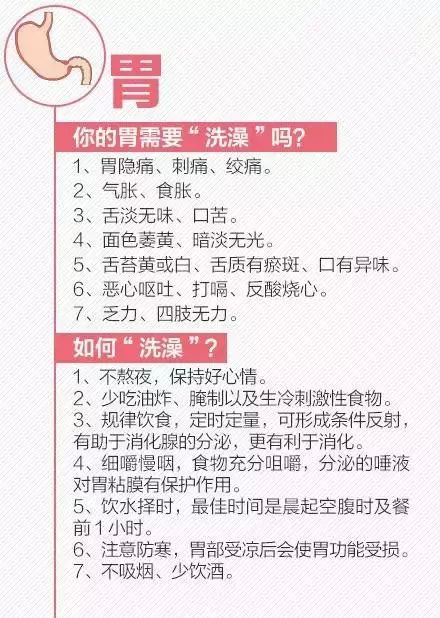 胃
你的胃需要“洗澡”吗?
1、胃隐痛、刺痛、绞痛。
2、气胀、食胀。
3、舌淡无味、口苦。
4、面色萎黄、暗淡无光。
5、舌苔黄或白、舌质有瘀斑、口有异味。
6、恶心呕吐、打嗝、反酸烧心。
7、乏力、四肢无力。
如何“洗澡”?
1、不熬夜，保持好心情。
2、少吃油炸、腌制以及生冷刺激性食物。
3、规律饮食，定时定量，可形成条件反射，
有助于消化腺的分泌，更有利于消化。
4、细嚼慢咽，食物充分咀嚼，分泌的唾液
对胃粘膜有保护作用。
5、饮水择时，最佳时间是晨起空腹时及餐
前1小时。
6、注意防寒，胃部受凉后会使胃功能受损。
7、不吸烟、少饮酒。